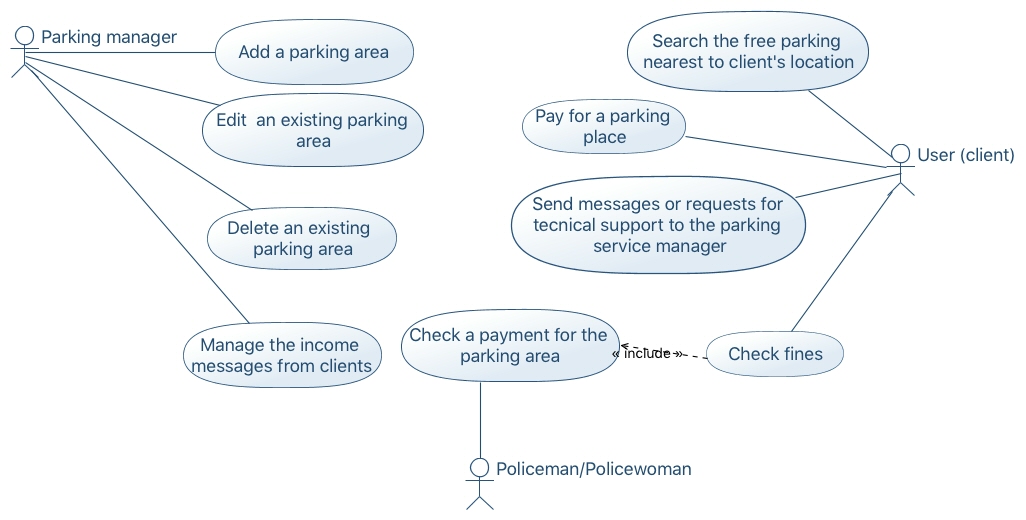 Parking manager
Add a parking area
Edit  an existing parking
area
Delete an existing
parking area
Manage the income
messages from clients
Search the free parking
nearest to client's location
Pay for a parking
place
User (client)
Send messages or requests for
tecnical support to the parking
service manager
Check a payment for the
parking area
« include »
Check fines
Policeman/Policewoman